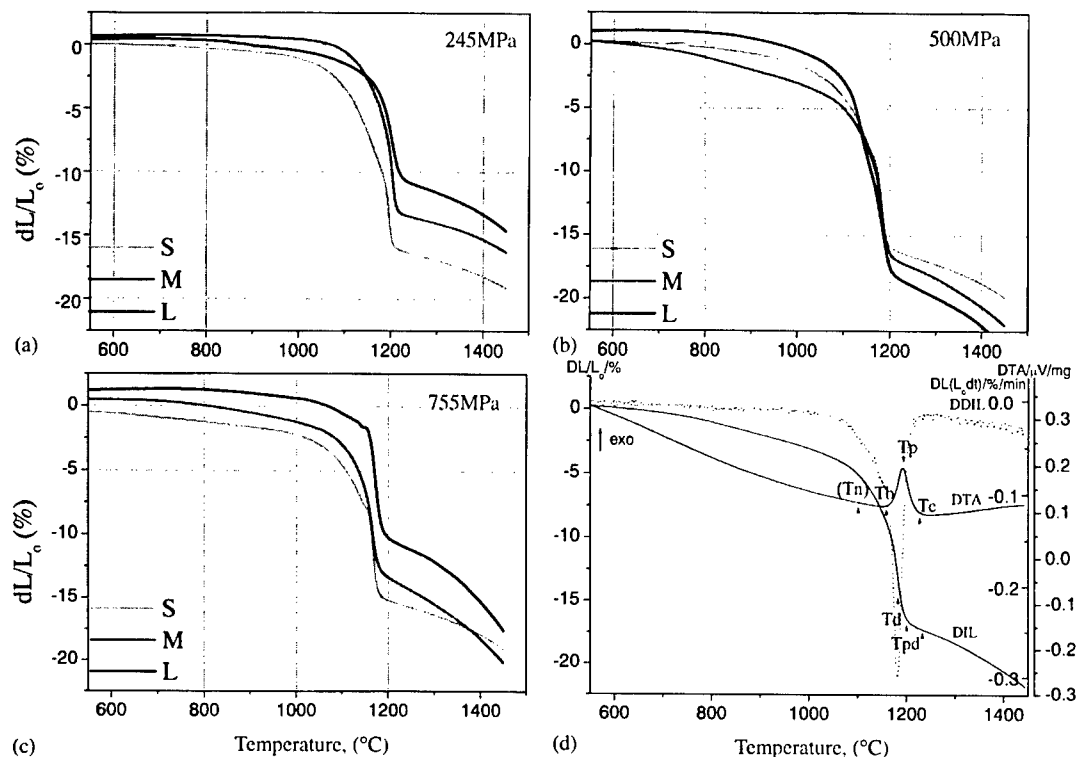 245MPa
0
-5
-10
-15
-20
dL/Lo (%)
S
M
L
600 800 1000 1200 1400
(a)
500MPa
0
-5
-10
-15
-20
S
M
L
600 800 1000 1200 1400
(b)
755MPa
0
-5
-10
-15
-20
dL/Lo (%)
S
M
L
600 800 1000 1200 1400
(c)
Temperature, (°C)
DL/Lo/%
DTA/µV/mg
DL(Lodt)/%/min
DDIL 0.0
0
-5
-10
-15
-20
exo
(Tn)
Tb
Tp
Tc
DTA
Td
Tpd
DIL
-0.1
-0.2
-0.3
0.3
0.2
0.1
0.0
-0.1
-0.2
-0.3
600 800 1000 1200 1400
(d)
Temperature, (°C)